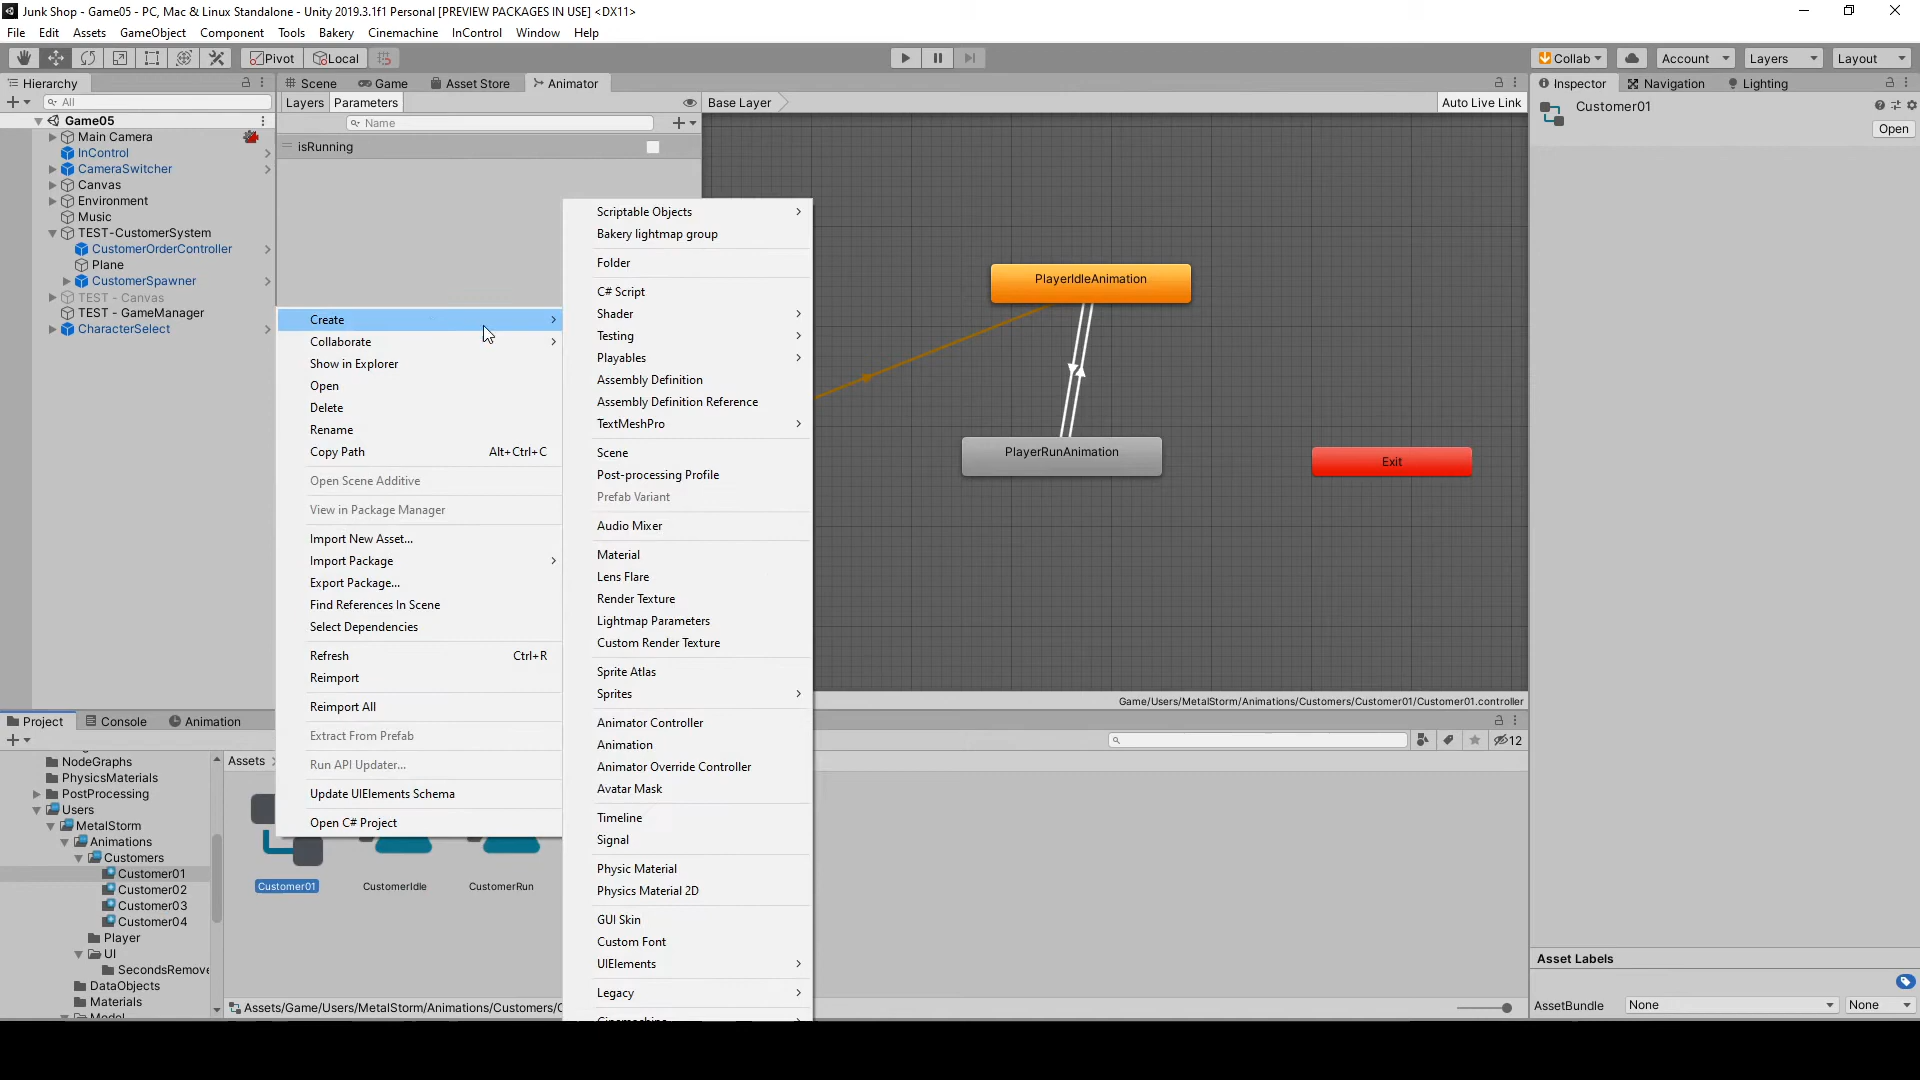 Junk Shop - Game05 - PC, Mac & Linux Standalone - Unity 2019.3.1f1 Personal [PREVIEW PACKAGES IN USE] <DX11>
File Edit Assets GameObject Component Tools Bakery Cinemachine InControl Window Help
Pivot Local Collab Account Layers Layout
Hierarchy
All
Game05
Main Camera
InControl
CameraSwitcher
Canvas
Environment
Music
TEST-CustomerSystem
CustomerOrderController
Plane
CustomerSpawner
TEST - Canvas
TEST - GameManager
CharacterSelect
Scene Game Asset Store Animator
Layers Parameters
Name
isRunning
Base Layer
Auto Live Link
PlayerIdleAnimation
PlayerRunAnimation
Exit
Game/Users/MetalStorm/Animations/Customers/Customer01/Customer01.controller
Create
Collaborate
Show in Explorer
Open
Delete
Rename
Copy Path Alt+Ctrl+C
Open Scene Additive
View in Package Manager
Import New Asset...
Import Package
Export Package...
Find References In Scene
Select Dependencies
Refresh Ctrl+R
Reimport
Reimport All
Extract From Prefab
Run API Updater...
Update UIElements Schema
Open C# Project
Scriptable Objects
Bakery lightmap group
Folder
C# Script
Shader
Testing
Playables
Assembly Definition
Assembly Definition Reference
TextMeshPro
Scene
Post-processing Profile
Prefab Variant
Audio Mixer
Material
Lens Flare
Render Texture
Lightmap Parameters
Custom Render Texture
Sprite Atlas
Sprites
Animator Controller
Animation
Animator Override Controller
Avatar Mask
Timeline
Signal
Physic Material
Physics Material 2D
GUI Skin
Custom Font
UIElements
Legacy
Inspector Navigation Lighting
Customer01
Open
Asset Labels
AssetBundle None None
Project Console Animation
12
NodeGraphs
PhysicsMaterials
PostProcessing
Users
MetalStorm
Animations
Customers
Customer01
Customer02
Customer03
Customer04
Player
UI
SecondsRemove
DataObjects
Materials
Assets
Customer01 CustomerIdle CustomerRun
Assets/Game/Users/MetalStorm/Animations/Customers/C